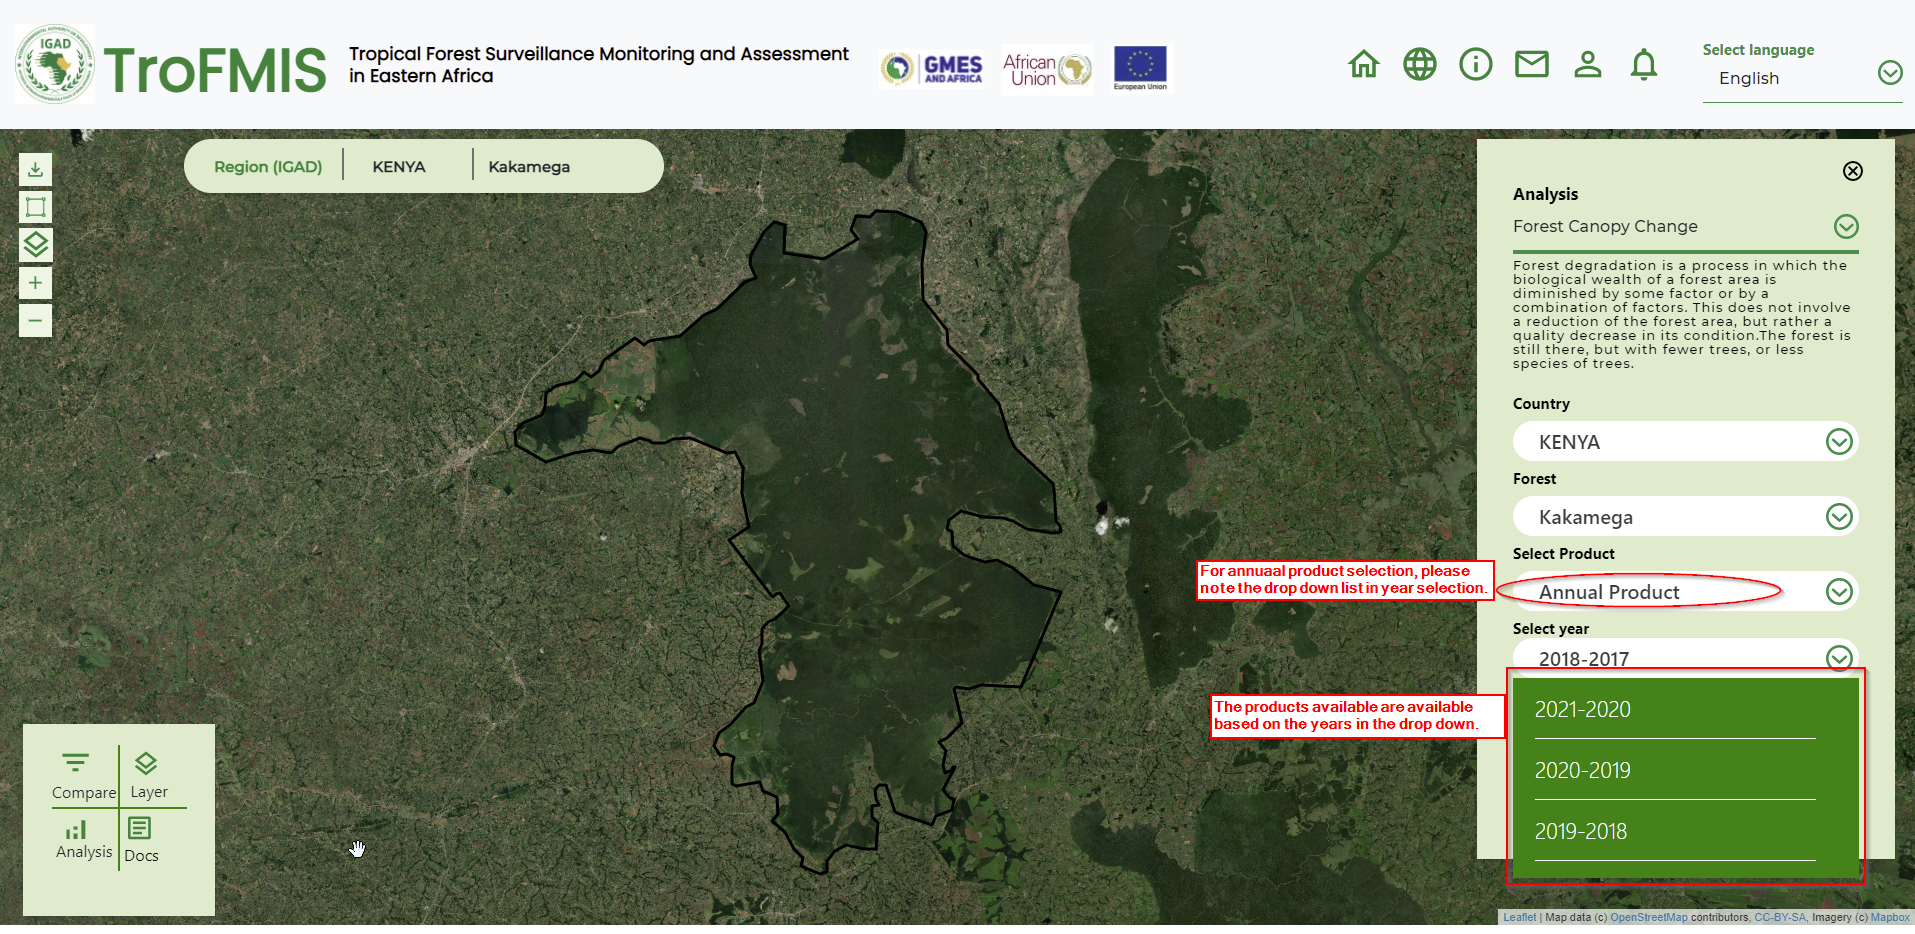 IGAD
TroFMIS
Tropical Forest Surveillance Monitoring and Assessment
in Eastern Africa
GMES
AND AFRICA
African
Union
European Union
Select language
English
Region (IGAD)
KENYA
Kakamega
Analysis
Forest Canopy Change
Forest degradation is a process in which the
biological wealth of a forest area is
diminished by some factor or by a
combination of factors. This does not involve
a reduction of the forest area, but rather a
quality decrease in its condition.The forest is
still there, but with fewer trees, or less
species of trees.
Country
KENYA
Forest
Kakamega
Select Product
For annuaal product selection, please
note the drop down list in year selection.
Annual Product
Select year
2018-2017
The products available are available
based on the years in the drop down.
2021-2020
2020-2019
2019-2018
Compare
Layer
Analysis
Docs
Leaflet | Map data (c) OpenStreetMap contributors, CC-BY-SA, Imagery (c) Mapbox